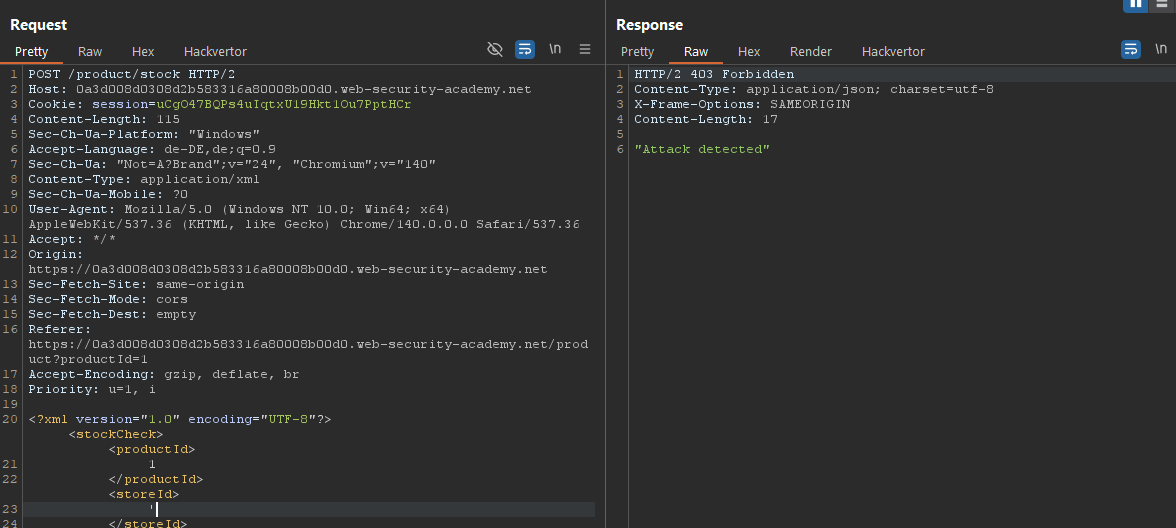 Request
Pretty Raw Hex Hackvertor \n
1 POST /product/stock HTTP/2
2 Host: 0a3d008d0308d2b583316a80008b00d0.web-security-academy.net
3 Cookie: session=uCgO47BQPs4uIqtxU19Hkt1Ou7PptHCr
4 Content-Length: 115
5 Sec-Ch-Ua-Platform: "Windows"
6 Accept-Language: de-DE,de;q=0.9
7 Sec-Ch-Ua: "Not=A?Brand";v="24", "Chromium";v="140"
8 Content-Type: application/xml
9 Sec-Ch-Ua-Mobile: ?0
10 User-Agent: Mozilla/5.0 (Windows NT 10.0; Win64; x64)
AppleWebKit/537.36 (KHTML, like Gecko) Chrome/140.0.0.0 Safari/537.36
11 Accept: */*
12 Origin:
https://0a3d008d0308d2b583316a80008b00d0.web-security-academy.net
13 Sec-Fetch-Site: same-origin
14 Sec-Fetch-Mode: cors
15 Sec-Fetch-Dest: empty
16 Referer:
https://0a3d008d0308d2b583316a80008b00d0.web-security-academy.net/prod
uct?productId=1
17 Accept-Encoding: gzip, deflate, br
18 Priority: u=1, i
19
20 <?xml version="1.0" encoding="UTF-8"?>
<stockCheck>
<productId>
21 1
22 </productId>
<storeId>
23 '
24 </storeId>
Response
Pretty Raw Hex Render Hackvertor \n
1 HTTP/2 403 Forbidden
2 Content-Type: application/json; charset=utf-8
3 X-Frame-Options: SAMEORIGIN
4 Content-Length: 17
5
6 "Attack detected"